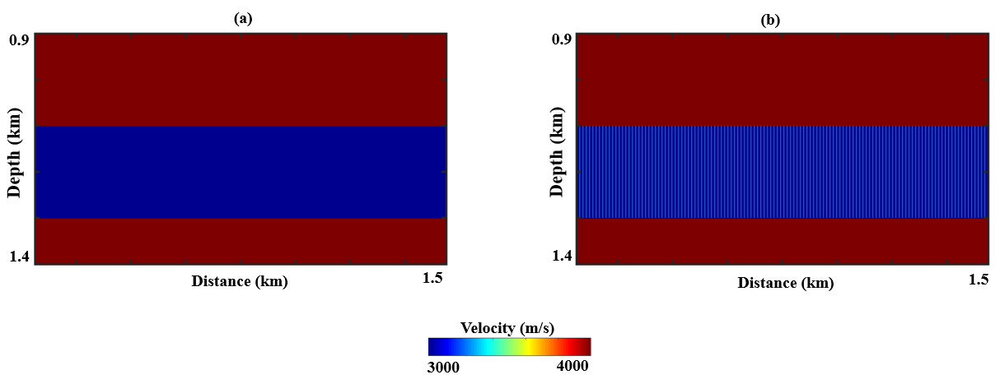 (a)
0.9
Depth (km)
1.4
Distance (km)
1.5
(b)
0.9
Depth (km)
1.4
Distance (km)
1.5
Velocity (m/s)
3000
4000